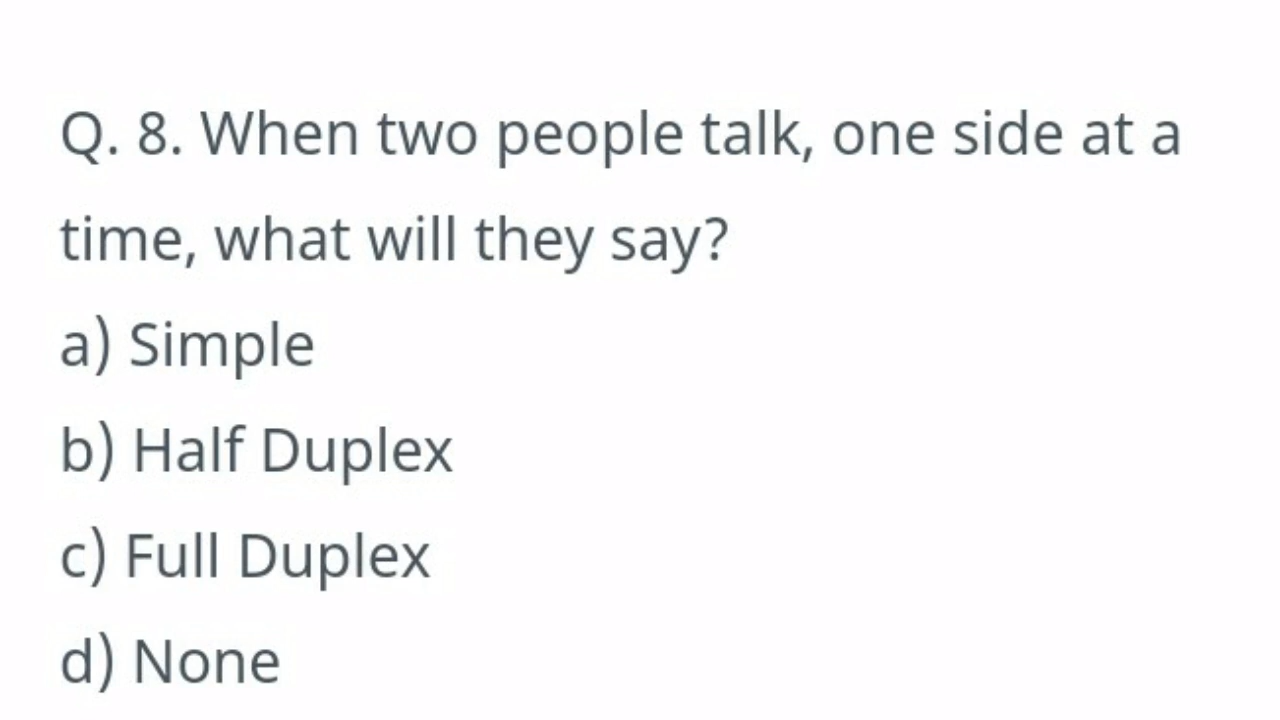 Q. 8. When two people talk, one side at a
time, what will they say?
a) Simple
b) Half Duplex
c) Full Duplex
d) None